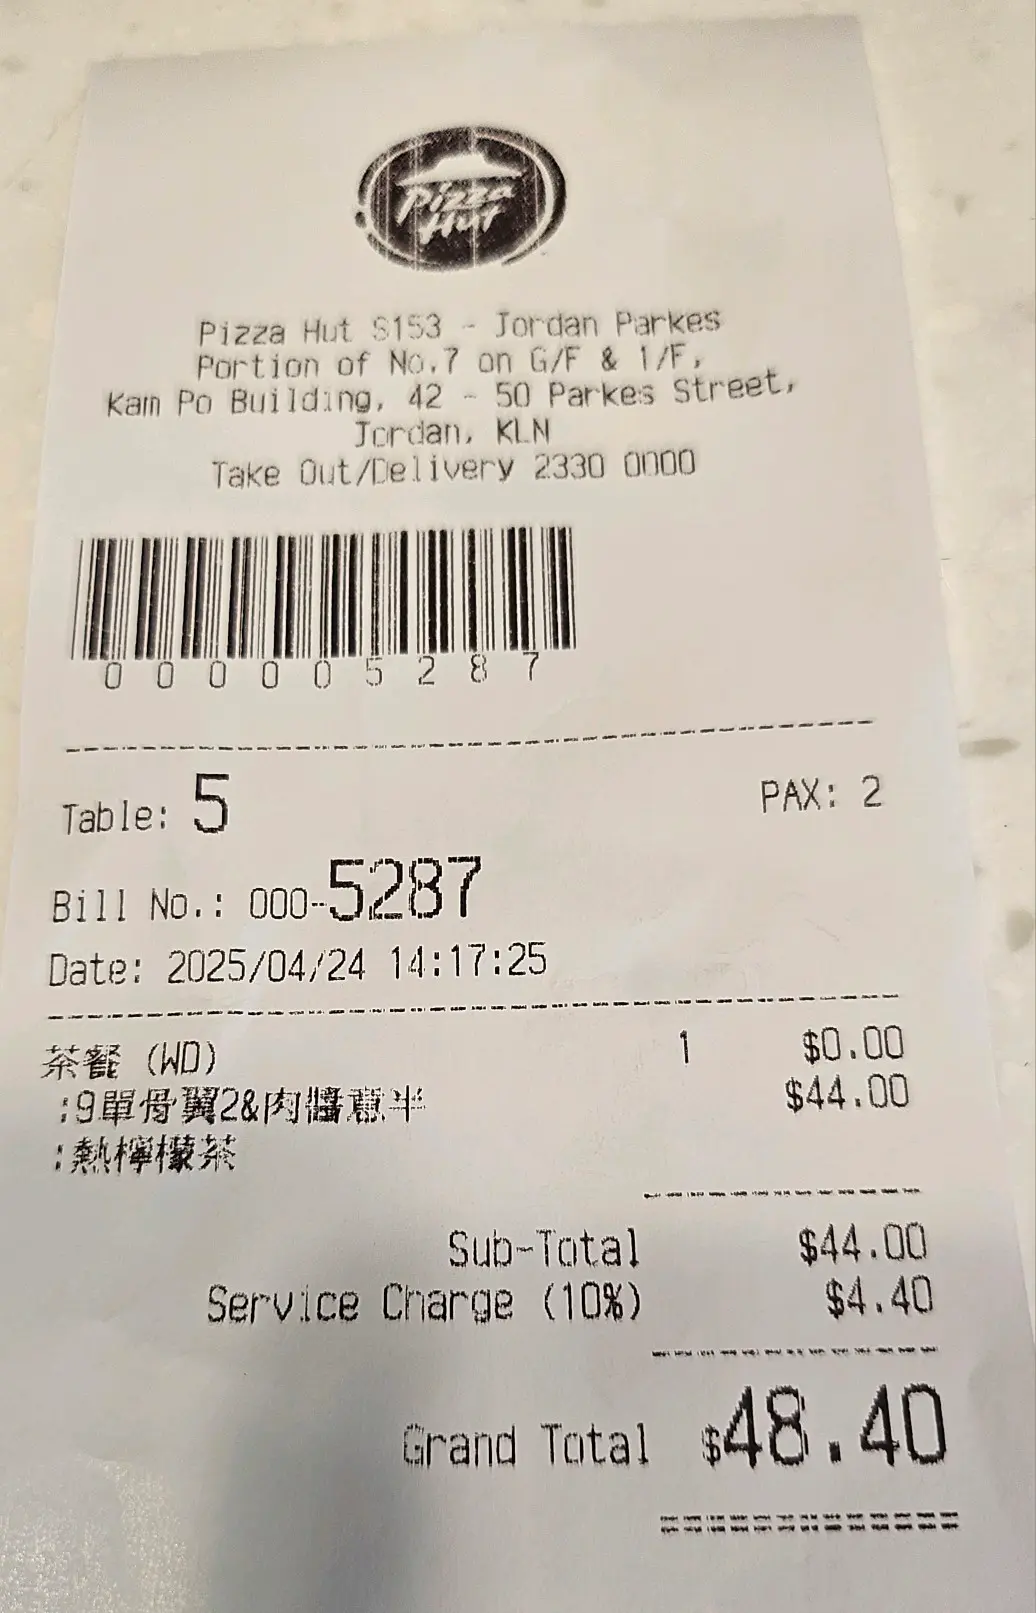 Pizza Hut
Pizza Hut S153 - Jordan Parkes
Portion of No.7 on G/F & 1/F,
Kam Po Building, 42 - 50 Parkes Street,
Jordan, KLN
Take Out/Delivery 2330 0000
000005287
Table: 5 PAX: 2
Bill No.: 000-5287
Date: 2025/04/24 14:17:25
茶餐 (WD) 1 $0.00
:9單骨翼2&肉醬意半 $44.00
:熱檸檬茶
Sub-Total $44.00
Service Charge (10%) $4.40
Grand Total $48.40